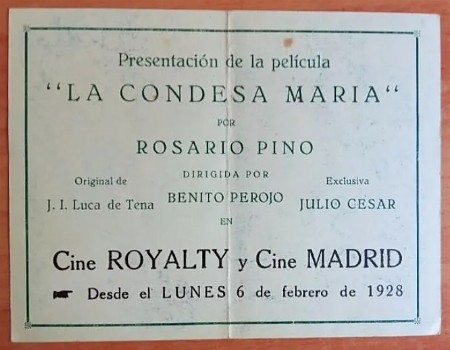 Presentación de la película
"LA CONDESA MARIA"
POR
ROSARIO PINO
DIRIGIDA POR
Original de
Exclusiva
BENITO PEROJO
J. I. Luca de Tena
JULIO CESAR
EN
Cine ROYALTY y Cine MADRID
☛ Desde el LUNES 6 de febrero de 1928